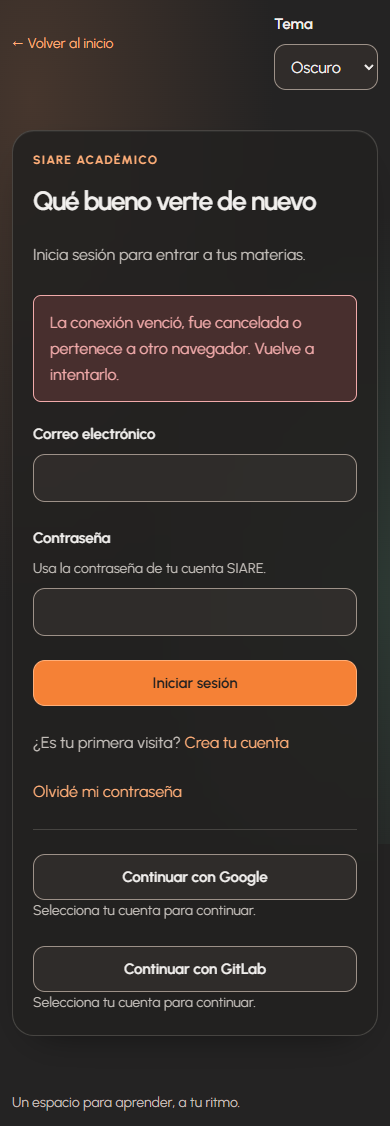 ← Volver al inicio
Tema
Oscuro
SIARE ACADÉMICO
Qué bueno verte de nuevo
Inicia sesión para entrar a tus materias.
La conexión venció, fue cancelada o
pertenece a otro navegador. Vuelve a
intentarlo.
Correo electrónico
Contraseña
Usa la contraseña de tu cuenta SIARE.
Iniciar sesión
¿Es tu primera visita? Crea tu cuenta
Olvidé mi contraseña
Continuar con Google
Selecciona tu cuenta para continuar.
Continuar con GitLab
Selecciona tu cuenta para continuar.
Un espacio para aprender, a tu ritmo.